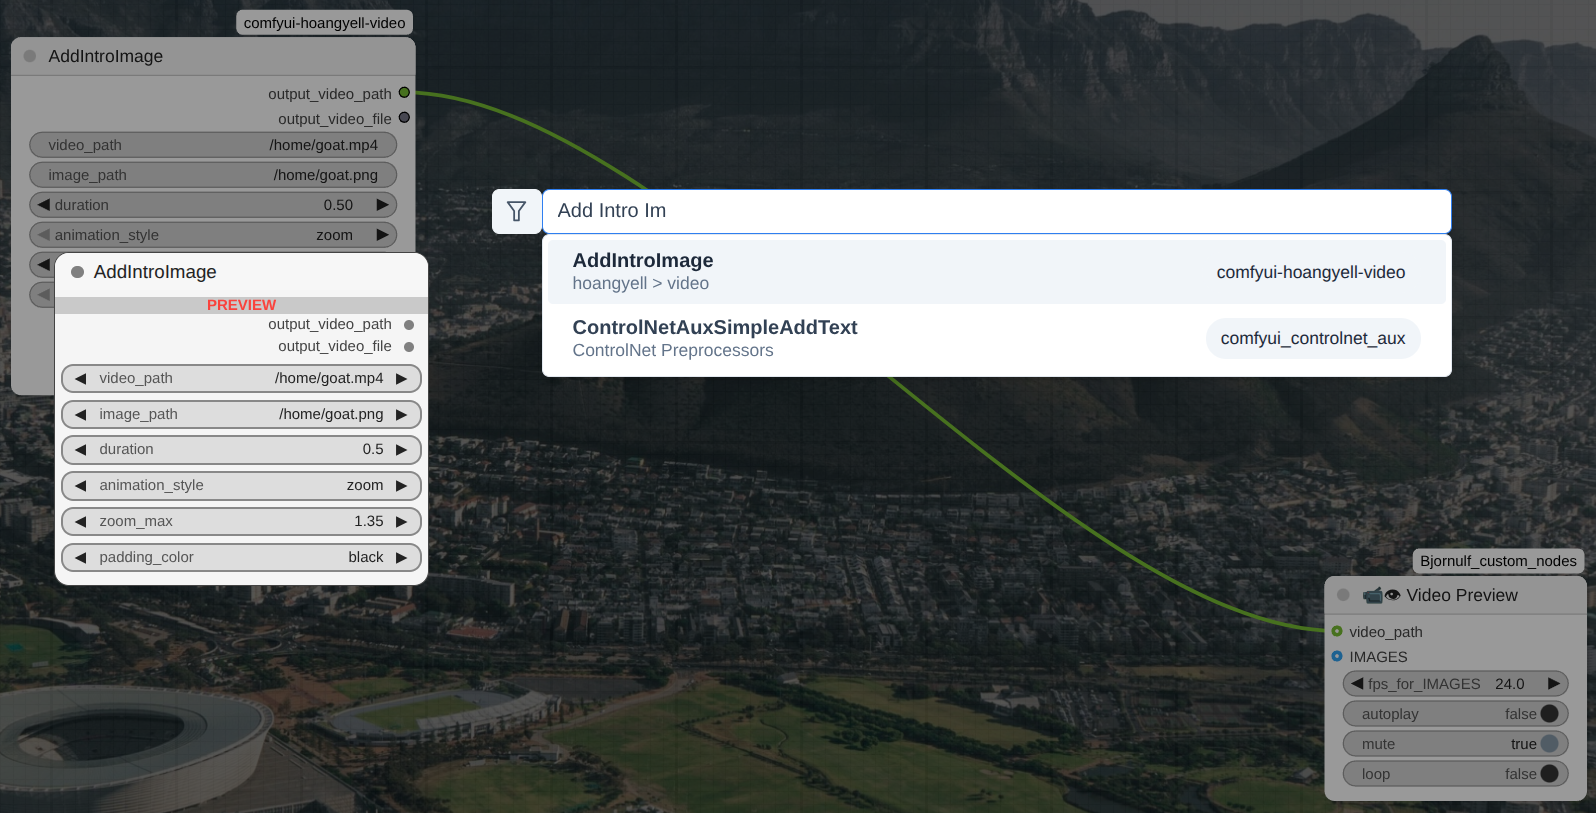 comfyui-hoangyell-video
AddIntroImage
output_video_path
output_video_file
video_path /home/goat.mp4
image_path /home/goat.png
duration 0.50
animation_style zoom
AddIntroImage
PREVIEW
output_video_path
output_video_file
video_path /home/goat.mp4
image_path /home/goat.png
duration 0.5
animation_style zoom
zoom_max 1.35
padding_color black
Add Intro Im
AddIntroImage
hoangyell > video
comfyui-hoangyell-video
ControlNetAuxSimpleAddText
ControlNet Preprocessors
comfyui_controlnet_aux
Bjornulf_custom_nodes
📹👁 Video Preview
video_path
IMAGES
fps_for_IMAGES 24.0
autoplay false
mute true
loop false